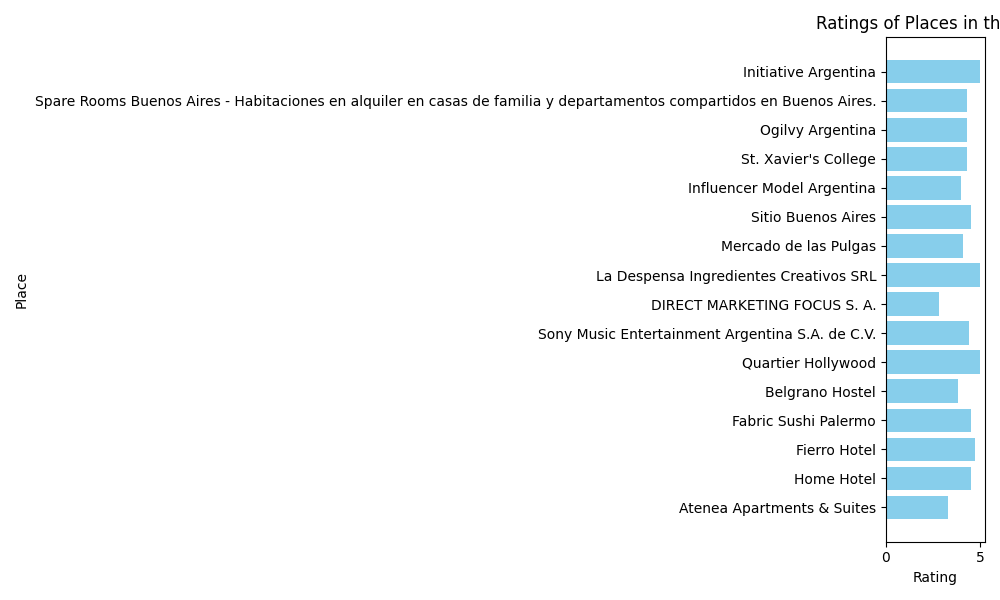 Ratings of Places in th
Initiative Argentina
Spare Rooms Buenos Aires - Habitaciones en alquiler en casas de familia y departamentos compartidos en Buenos Aires.
Ogilvy Argentina
St. Xavier's College
Influencer Model Argentina
Sitio Buenos Aires
Mercado de las Pulgas
La Despensa Ingredientes Creativos SRL
DIRECT MARKETING FOCUS S. A.
Sony Music Entertainment Argentina S.A. de C.V.
Quartier Hollywood
Belgrano Hostel
Fabric Sushi Palermo
Fierro Hotel
Home Hotel
Atenea Apartments & Suites
Place
0 5
Rating